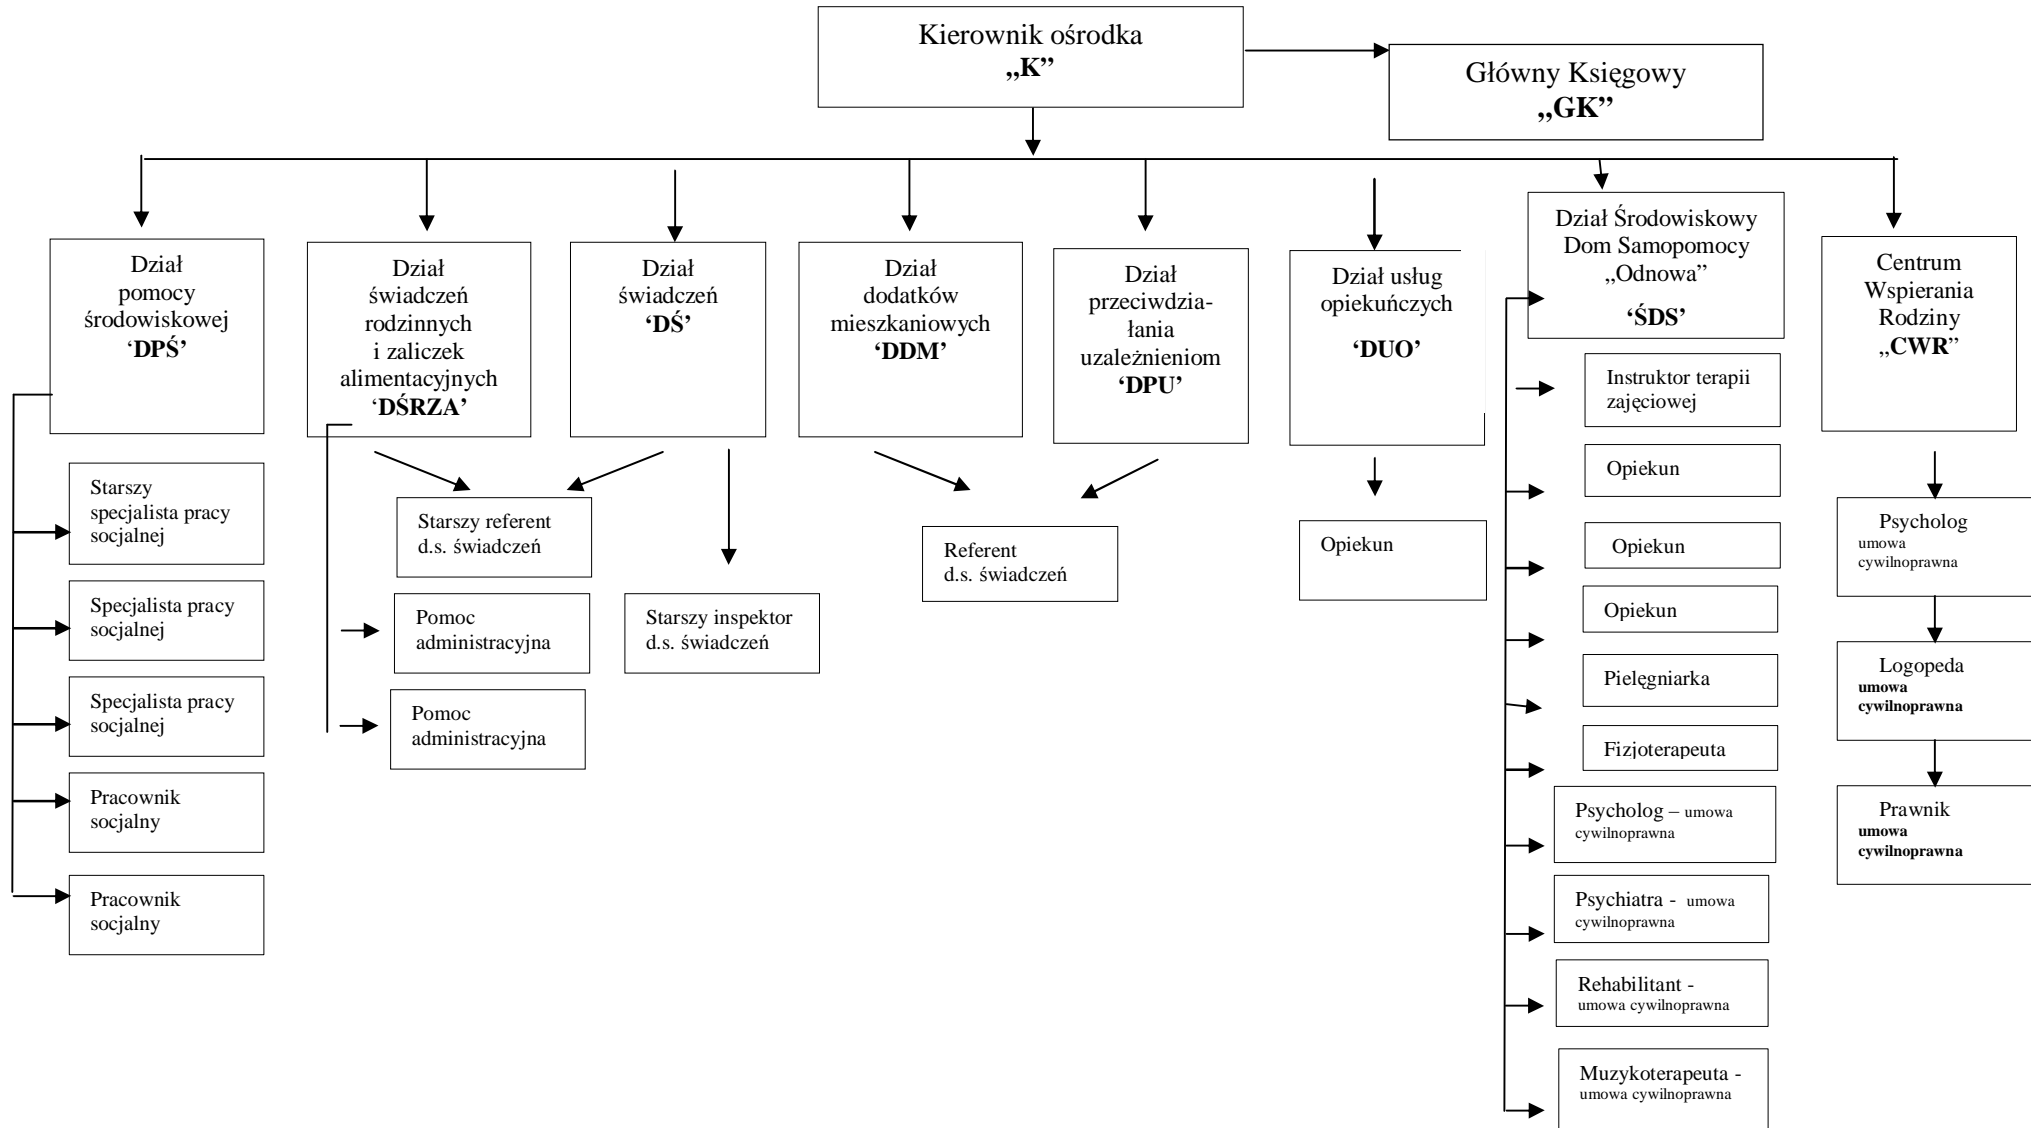 Kierownik ośrodka
„K”
Główny Księgowy
„GK”
Dział
pomocy
środowiskowej
‘DPŚ’
Dział
świadczeń
rodzinnych
i zaliczek
alimentacyjnych
‘DŚRZA’
Dział
świadczeń
‘DŚ’
Dział
dodatków
mieszkaniowych
‘DDM’
Dział
przeciwdzia-
łania
uzależnieniom
‘DPU’
Dział usług
opiekuńczych
‘DUO’
Dział Środowiskowy
Dom Samopomocy
„Odnowa”
‘ŚDS’
Centrum
Wspierania
Rodziny
„CWR”
Starszy
specjalista pracy
socjalnej
Specjalista pracy
socjalnej
Specjalista pracy
socjalnej
Pracownik
socjalny
Pracownik
socjalny
Starszy referent
d.s. świadczeń
Pomoc
administracyjna
Pomoc
administracyjna
Starszy inspektor
d.s. świadczeń
Referent
d.s. świadczeń
Opiekun
Instruktor terapii
zajęciowej
Opiekun
Opiekun
Opiekun
Pielęgniarka
Fizjoterapeuta
Psycholog – umowa
cywilnoprawna
Psychiatra - umowa
cywilnoprawna
Rehabilitant -
umowa cywilnoprawna
Muzykoterapeuta -
umowa cywilnoprawna
Psycholog
umowa
cywilnoprawna
Logopeda
umowa
cywilnoprawna
Prawnik
umowa
cywilnoprawna